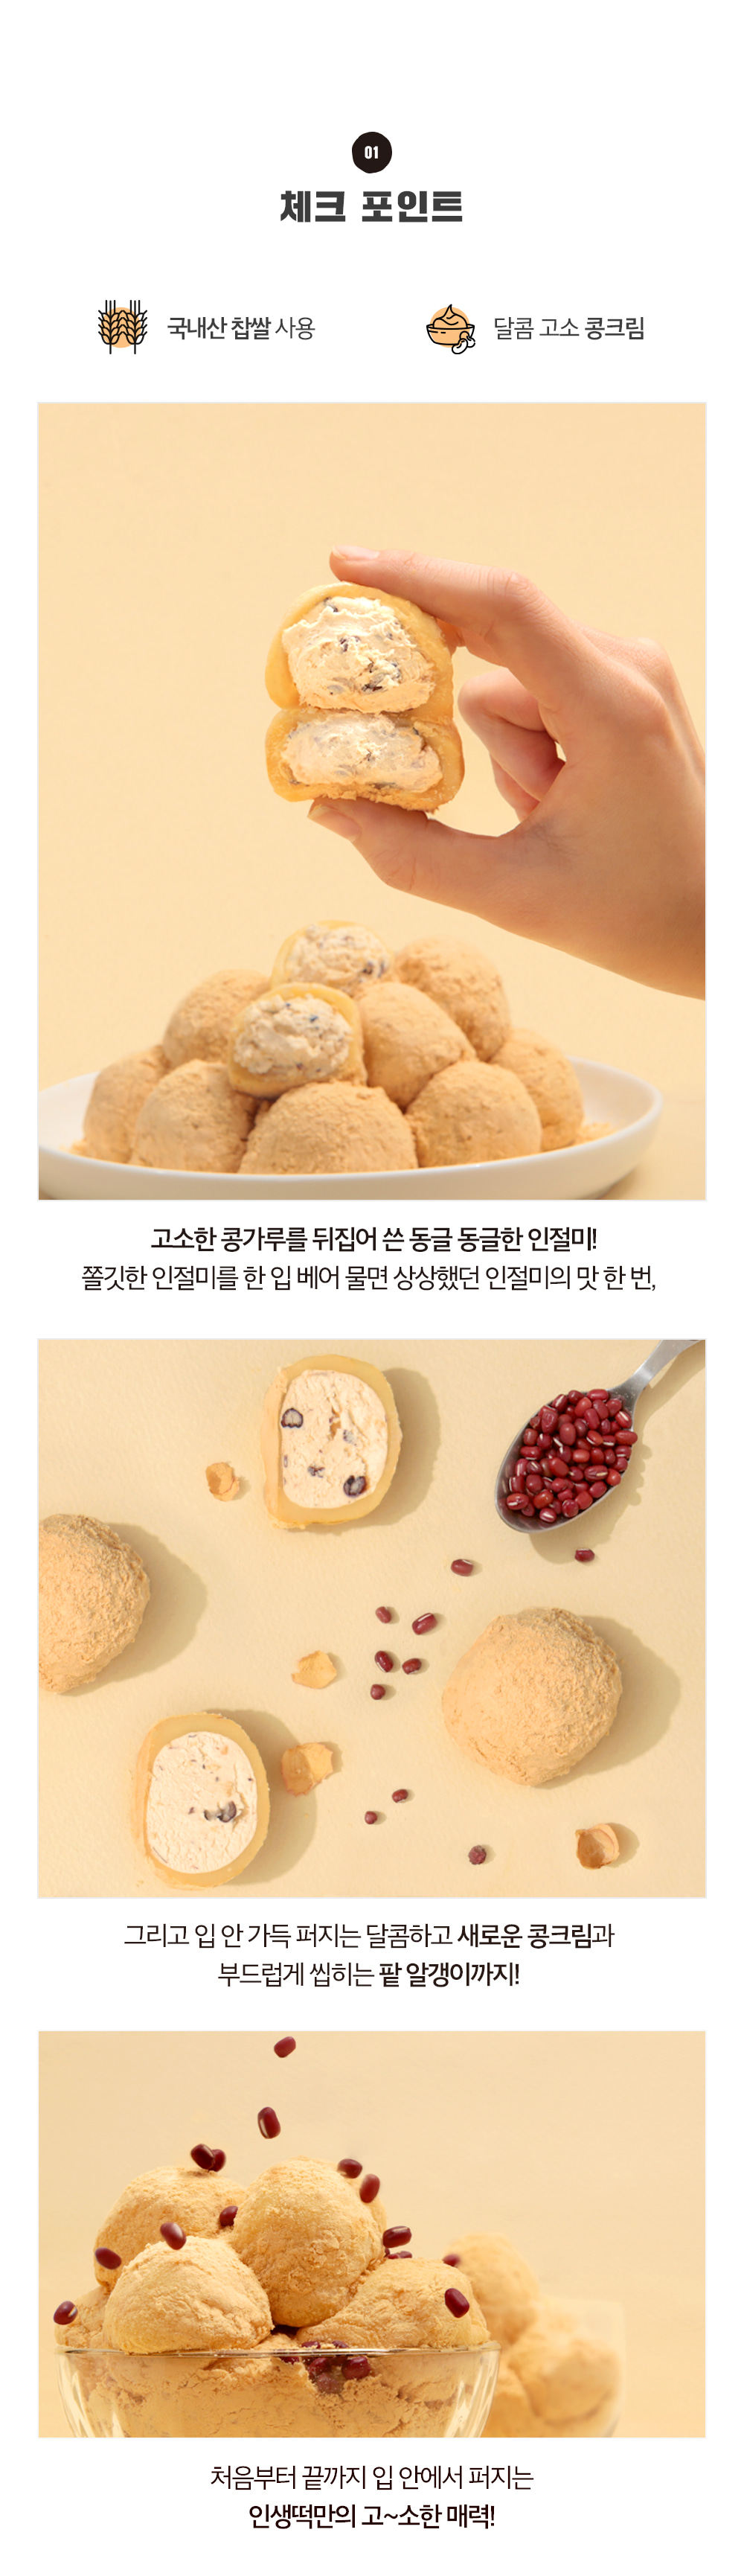 01
체크 포인트
국내산 찹쌀 사용
달콤 고소 콩크림
고소한 콩가루를 뒤집어 쓴 동글 동글한 인절미!
쫄깃한 인절미를 한 입 베어 물면 상상했던 인절미의 맛 한 번,
그리고 입 안 가득 퍼지는 달콤하고 새로운 콩크림과
부드럽게 씹히는 팥 알갱이까지!
처음부터 끝까지 입 안에서 퍼지는
인생떡만의 고~소한 매력!